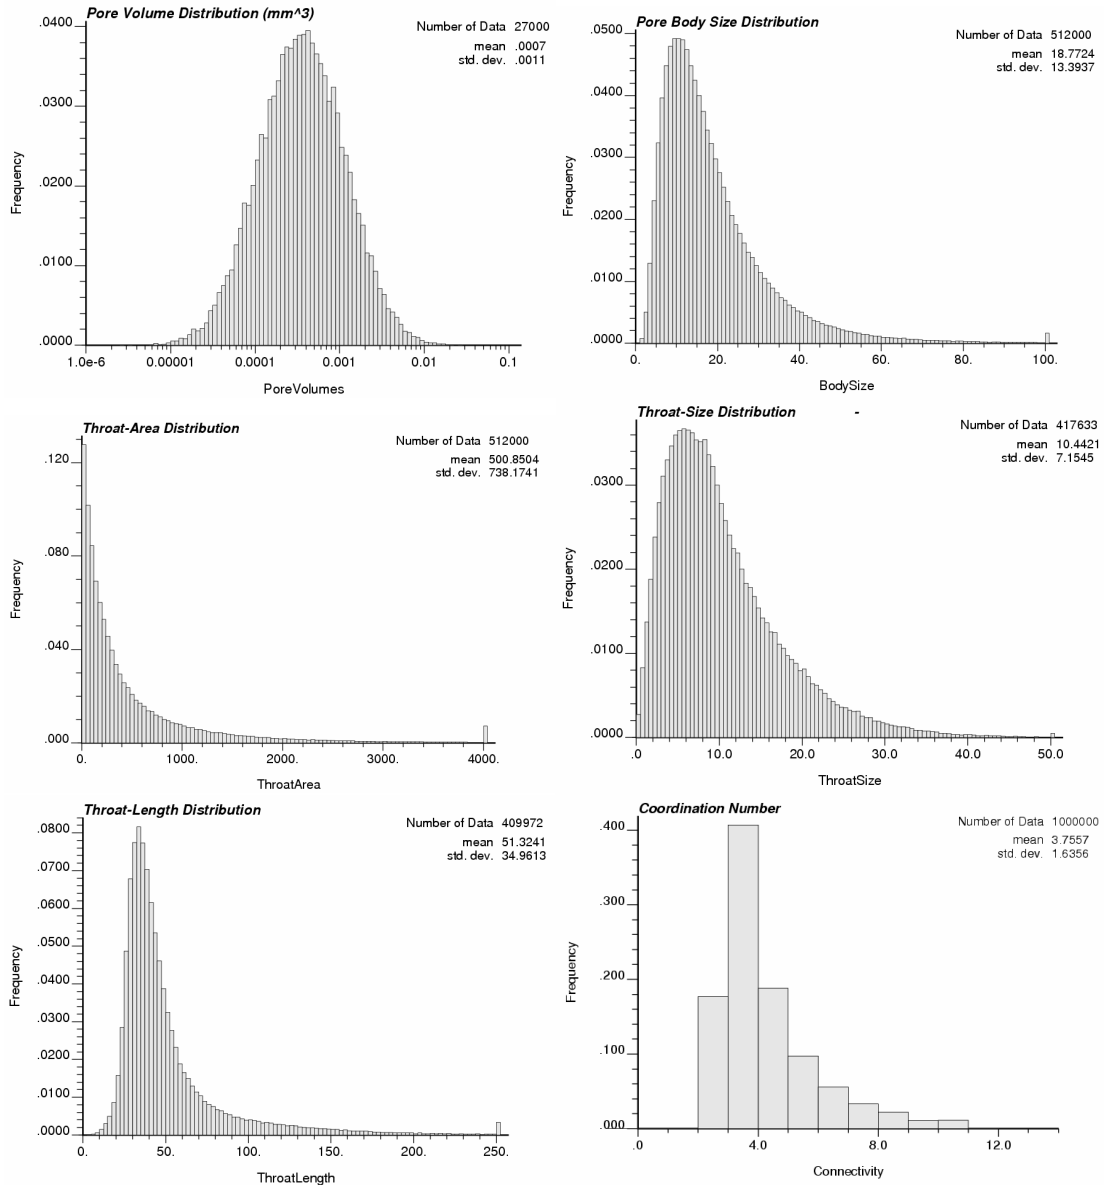 Pore Volume Distribution (mm^3)
Number of Data 27000
mean .0007
std. dev. .0011
Frequency
.0400
.0300
.0200
.0100
.0000
1.0e-6 0.00001 0.0001 0.001 0.01 0.1
PoreVolumes
Pore Body Size Distribution
Number of Data 512000
mean 18.7724
std. dev. 13.3937
Frequency
.0500
.0400
.0300
.0200
.0100
.0000
0. 20. 40. 60. 80. 100.
BodySize
Throat-Area Distribution
Number of Data 512000
mean 500.8504
std. dev. 738.1741
Frequency
.120
.080
.040
.000
0. 1000. 2000. 3000. 4000.
ThroatArea
Throat-Size Distribution -
Number of Data 417633
mean 10.4421
std. dev. 7.1545
Frequency
.0300
.0200
.0100
.0000
.0 10.0 20.0 30.0 40.0 50.0
ThroatSize
Throat-Length Distribution
Number of Data 409972
mean 51.3241
std. dev. 34.9613
Frequency
.0800
.0700
.0600
.0500
.0400
.0300
.0200
.0100
.0000
0. 50. 100. 150. 200. 250.
ThroatLength
Coordination Number
Number of Data 1000000
mean 3.7557
std. dev. 1.6356
Frequency
.400
.300
.200
.100
.000
.0 4.0 8.0 12.0
Connectivity